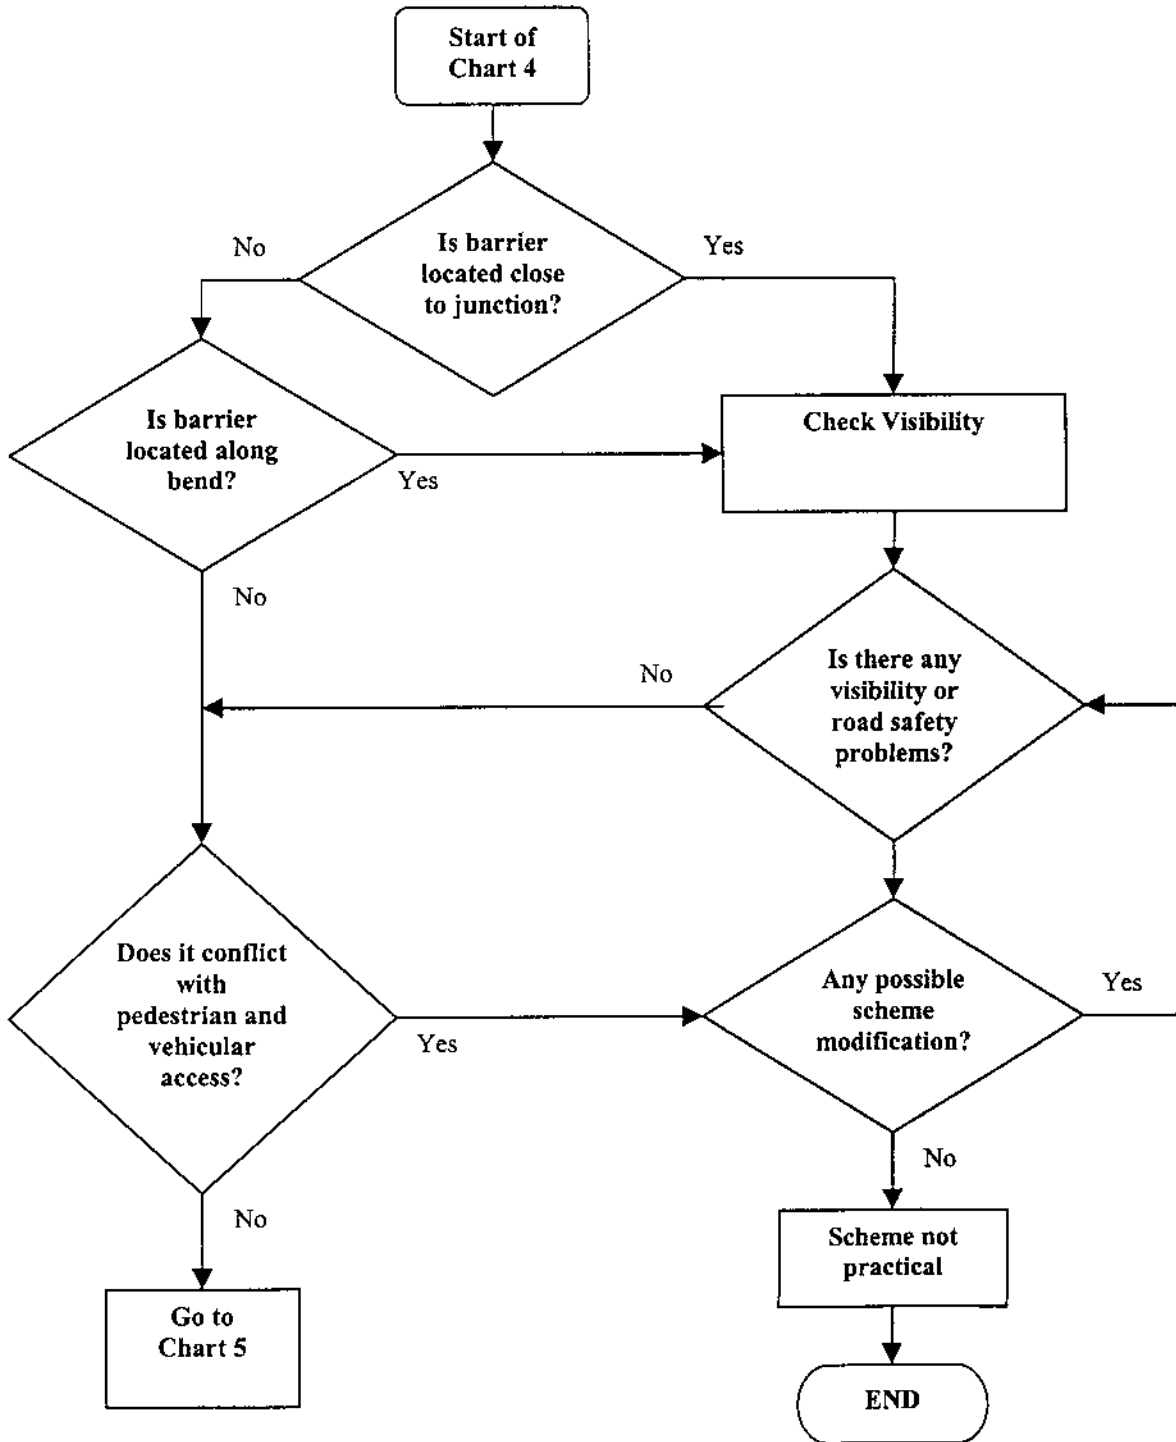 Start of
Chart 4
No
Is barrier
located close
to junction?
Yes
Is barrier
located along
bend?
Yes
Check Visibility
No
No
Is there any
visibility or
road safety
problems?
Does it conflict
with
pedestrian and
vehicular
access?
Yes
Any possible
scheme
modification?
Yes
No
No
Scheme not
practical
Go to
Chart 5
END